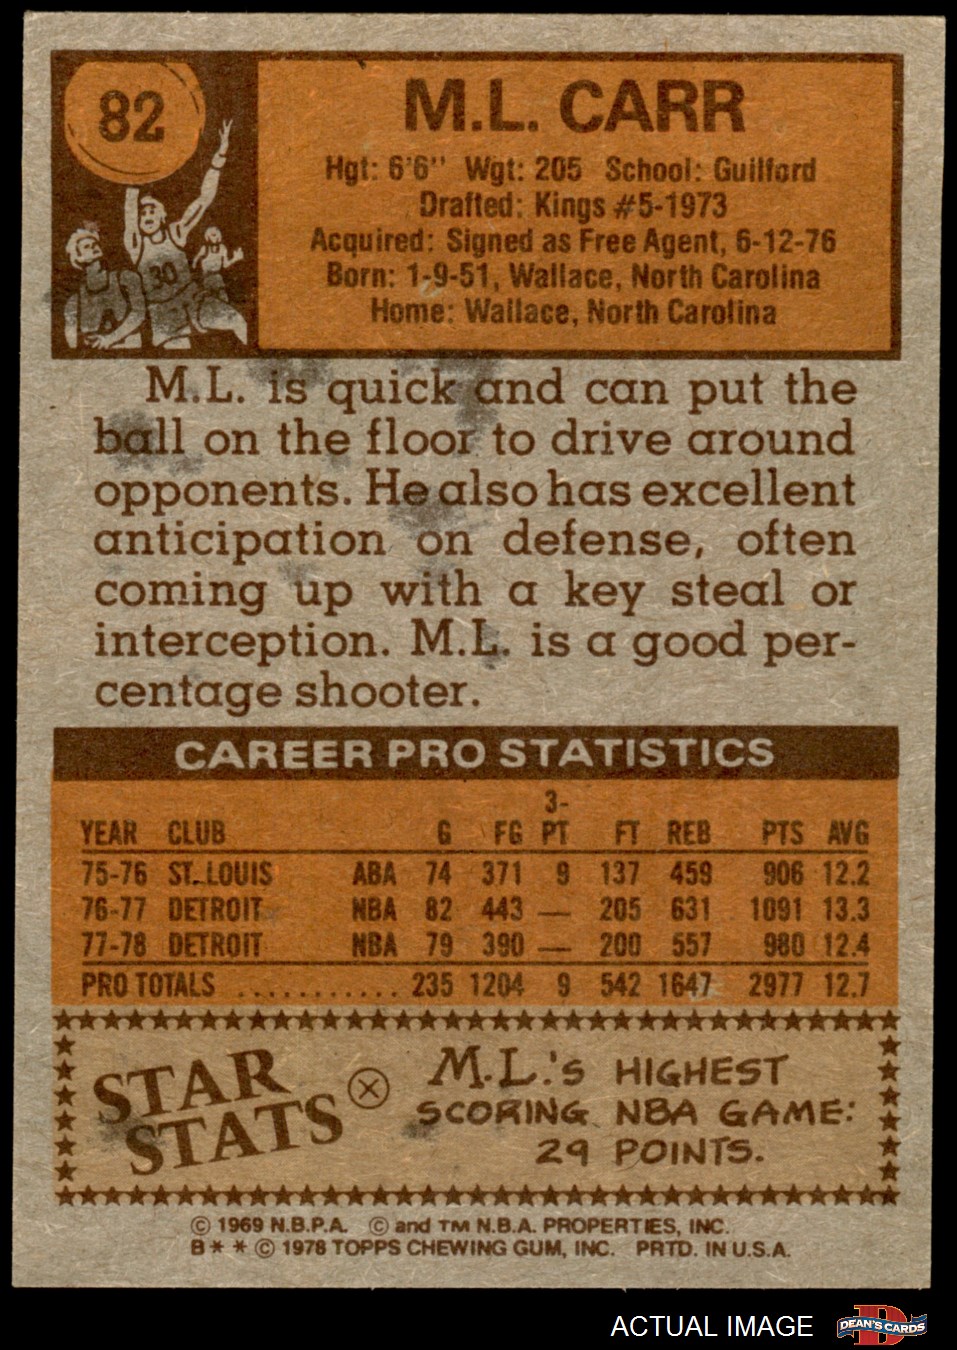 82
M.L. CARR
Hgt: 6'6" Wgt: 205 School: Guilford
Drafted: Kings #5-1973
Acquired: Signed as Free Agent, 6-12-76
Born: 1-9-51, Wallace, North Carolina
Home: Wallace, North Carolina
30
M.L. is quick and can put the
ball on the floor to drive around
opponents. He also has excellent
anticipation on defense, often
coming up with a key steal or
interception. M.L. is a good per-
centage shooter.
CAREER PRO STATISTICS
YEAR CLUB G FG 3-PT FT REB PTS AVG
75-76 ST. LOUIS ABA 74 371 9 137 459 906 12.2
76-77 DETROIT NBA 82 443 — 205 631 1091 13.3
77-78 DETROIT NBA 79 390 — 200 557 980 12.4
PRO TOTALS ........... 235 1204 9 542 1647 2977 12.7
STAR
STATS
M.L.'S HIGHEST
SCORING NBA GAME:
29 POINTS.
© 1969 N.B.P.A. © and TM N.B.A. PROPERTIES, INC.
B * * © 1978 TOPPS CHEWING GUM, INC. PRTD. IN U.S.A.
ACTUAL IMAGE
D
DEAN'S CARDS